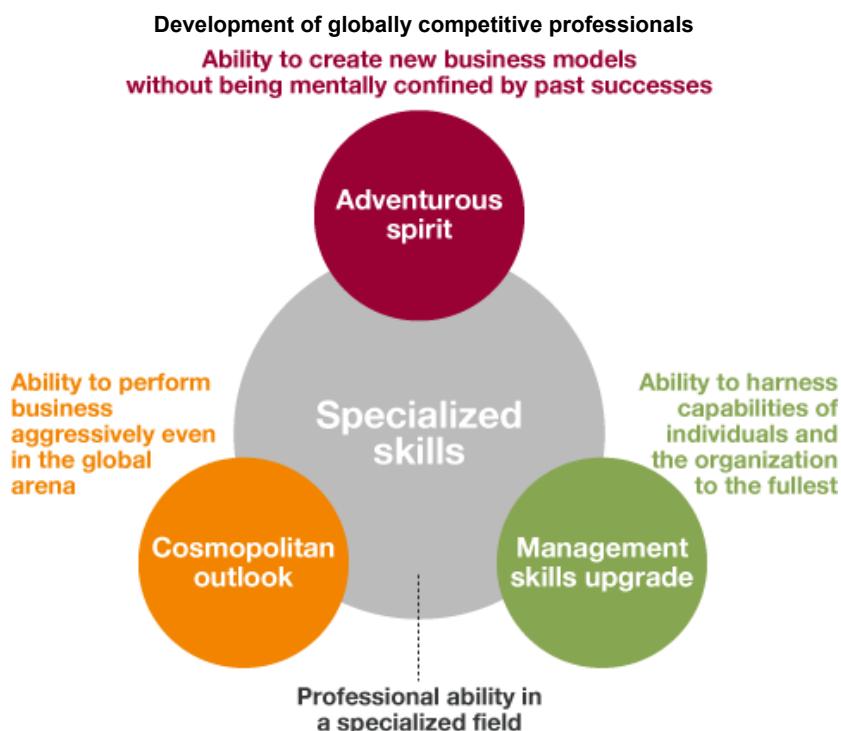 Development of globally competitive professionals
Ability to create new business models
without being mentally confined by past successes
Adventurous
spirit
Ability to perform
business
aggressively even
in the global
arena
Specialized
skills
Ability to harness
capabilities of
individuals and
the organization
to the fullest
Cosmopolitan
outlook
Management
skills upgrade
Professional ability in
a specialized field